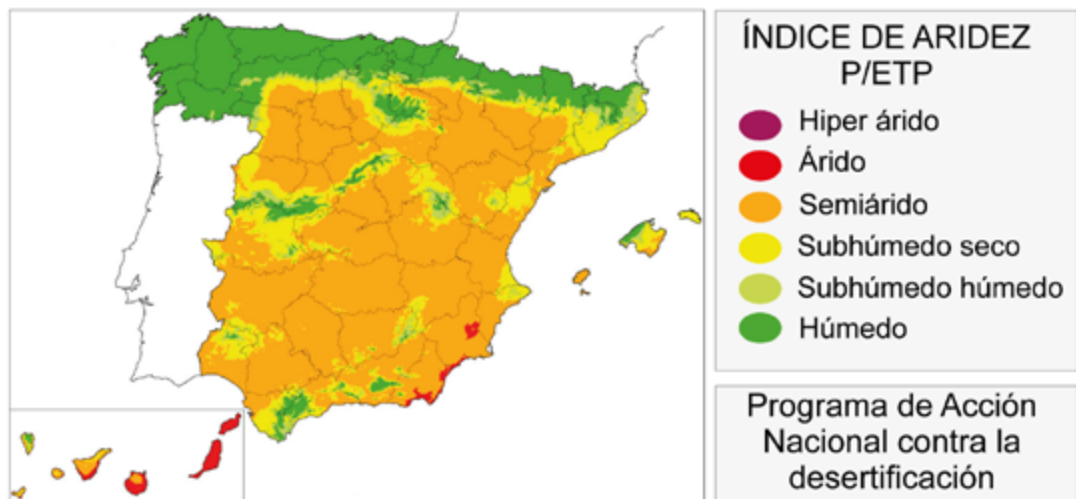 ÍNDICE DE ARIDEZ
P/ETP
Hiper árido
Árido
Semiárido
Subhúmedo seco
Subhúmedo húmedo
Húmedo
Programa de Acción
Nacional contra la
desertificación